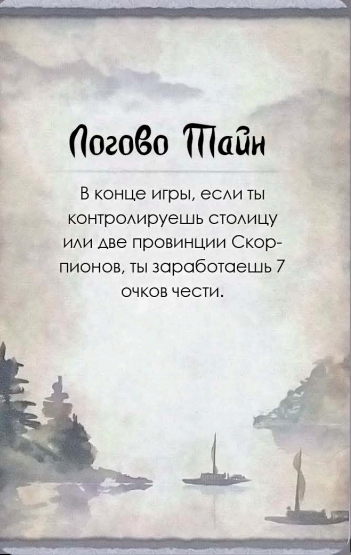 Логово Тайн
В конце игры, если ты
контролируешь столицу
или две провинции Скор-
пионов, ты заработаешь 7
очков чести.